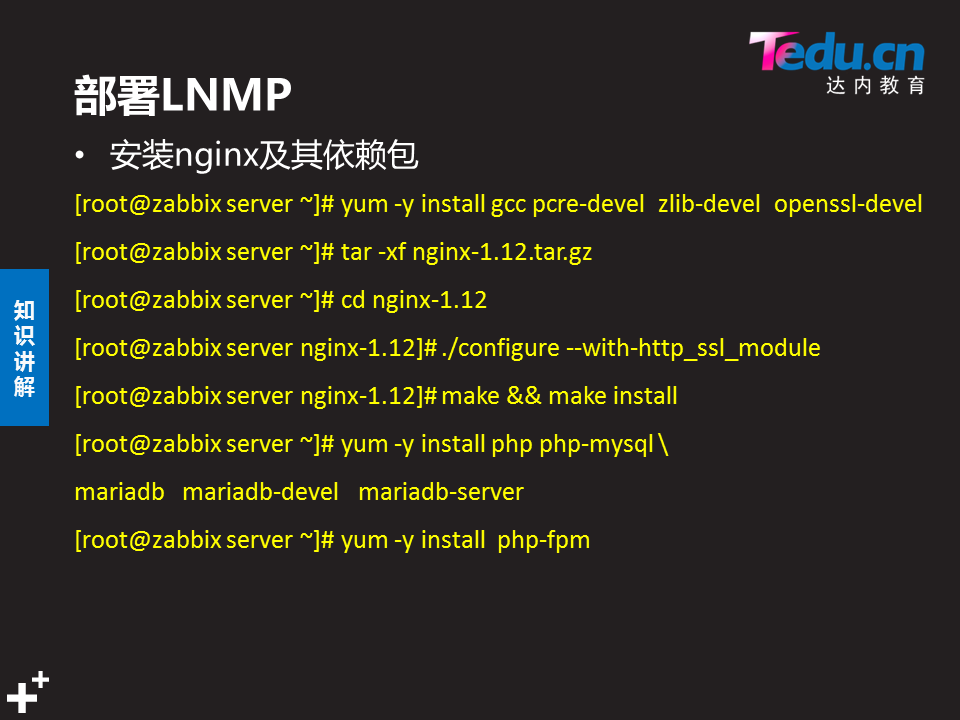 Tedu.cn
达内教育
部署LNMP
• 安装nginx及其依赖包
[root@zabbix server ~]# yum -y install gcc pcre-devel zlib-devel openssl-devel
[root@zabbix server ~]# tar -xf nginx-1.12.tar.gz
[root@zabbix server ~]# cd nginx-1.12
[root@zabbix server nginx-1.12]# ./configure --with-http_ssl_module
[root@zabbix server nginx-1.12]# make && make install
[root@zabbix server ~]# yum -y install php php-mysql \
mariadb mariadb-devel mariadb-server
[root@zabbix server ~]# yum -y install php-fpm
知识讲解